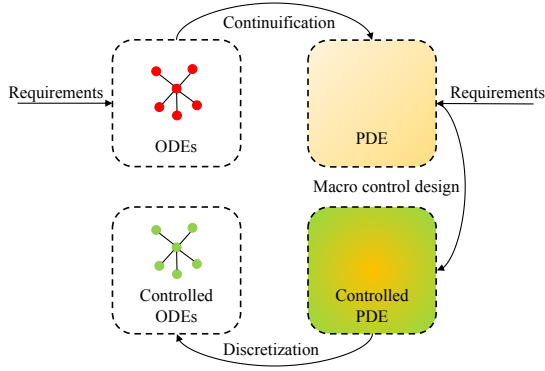 Continuification
Requirements
Requirements
ODEs
PDE
Macro control design
Controlled
ODEs
Controlled
PDE
Discretization